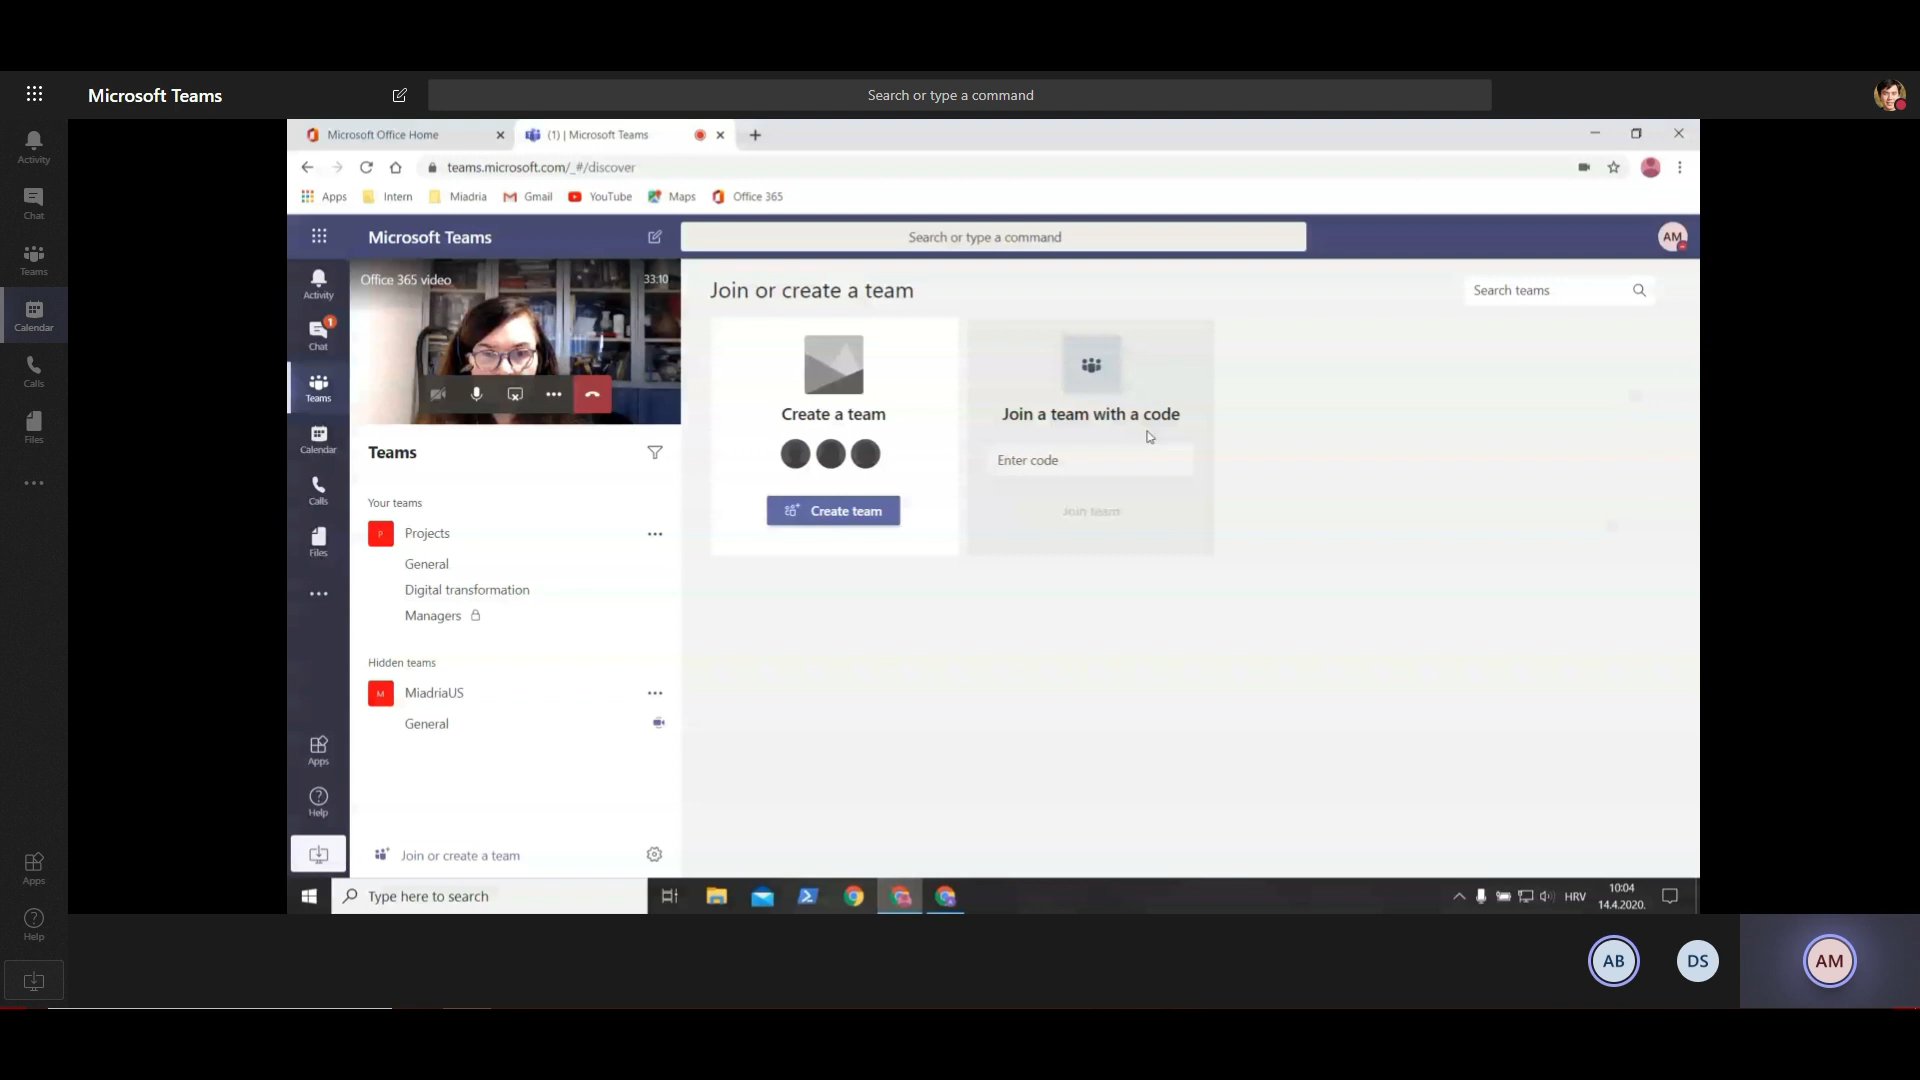 Microsoft Teams
Search or type a command
Activity
Chat
Teams
Calendar
Calls
Files
Apps
Help
Microsoft Office Home
(1) | Microsoft Teams
teams.microsoft.com/_#/discover
Apps
Intern
Miadria
Gmail
YouTube
Maps
Office 365
Microsoft Teams
Search or type a command
AM
Activity
Chat
1
Teams
Calendar
Calls
Files
Apps
Help
Office 365 video
33:10
Teams
Your teams
P
Projects
General
Digital transformation
Managers
Hidden teams
M
MiadriaUS
General
Join or create a team
Join or create a team
Search teams
Create a team
Create team
Join a team with a code
Enter code
Join team
Type here to search
HRV
10:04
14.4.2020.
AB
DS
AM